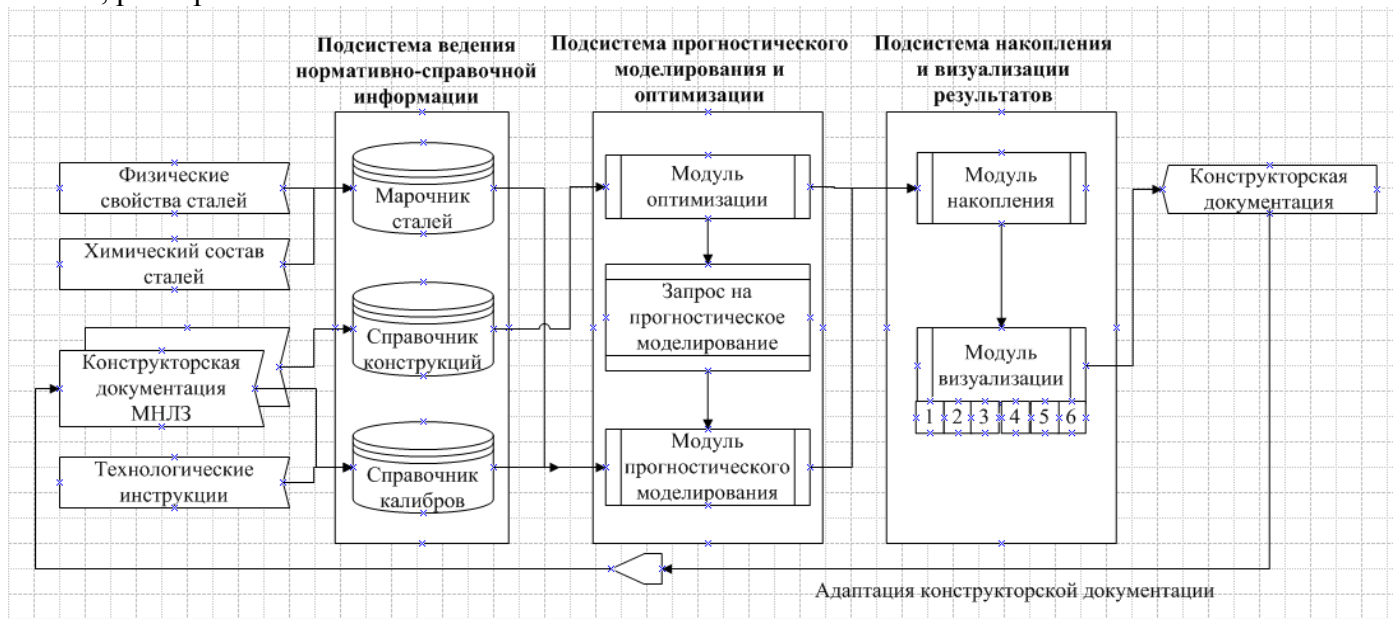 Подсистема ведения
нормативно-справочной
информации
Подсистема прогностического
моделирования и
оптимизации
Подсистема накопления
и визуализации
результатов
Физические
свойства сталей
Химический состав
сталей
Конструкторская
документация
МНЛЗ
Технологические
инструкции
Марочник
сталей
Справочник
конструкций
Справочник
калибров
Модуль
оптимизации
Запрос на
прогностическое
моделирование
Модуль
прогностического
моделирования
Модуль
накопления
Модуль
визуализации
1 2 3 4 5 6
Конструкторская
документация
Адаптация конструкторской документации